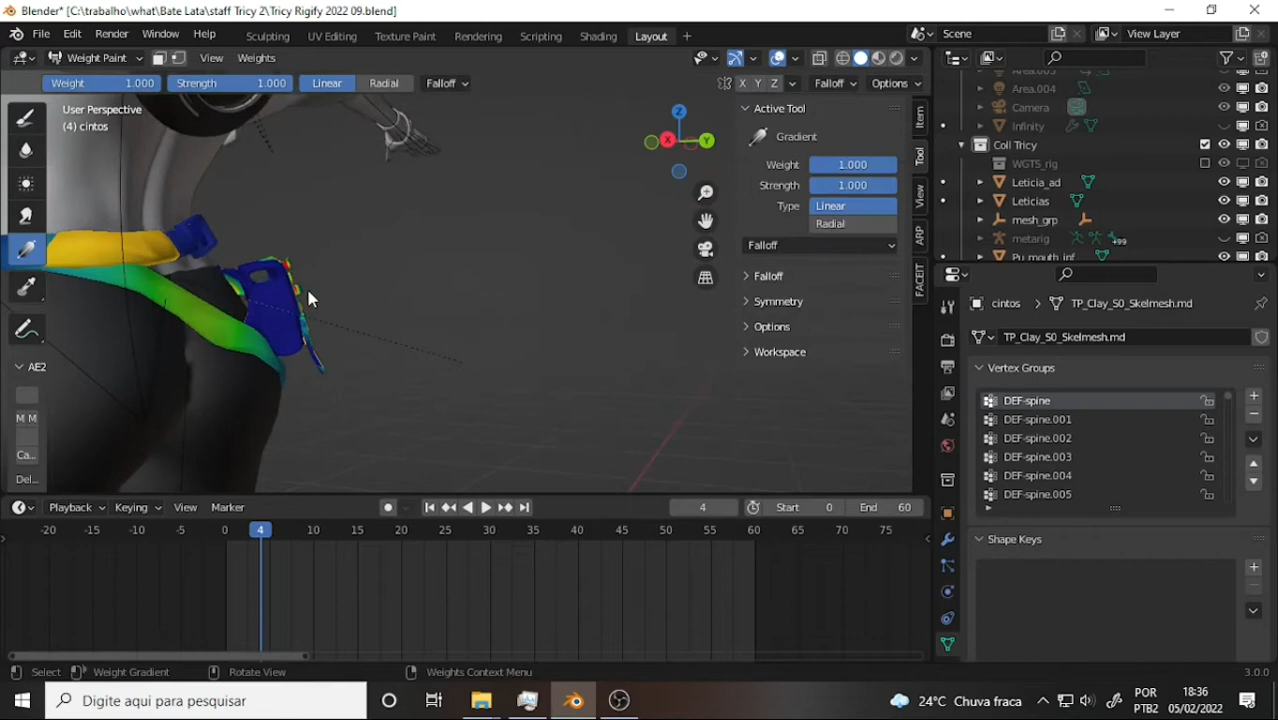 Blender* [C:\trabalho\what\Bate Lata\staff Tricy 2\Tricy Rigify 2022 09.blend]
File Edit Render Window Help Sculpting UV Editing Texture Paint Rendering Scripting Shading Layout + Scene View Layer
Weight Paint View Weights
Weight 1.000 Strength 1.000 Linear Radial Falloff X Y Z Falloff Options
User Perspective
(4) cintos
Z
X
Y
AE2
M M
Ca...
Del...
Active Tool
Gradient
Weight 1.000
Strength 1.000
Type Linear
Radial
Falloff
Falloff
Symmetry
Options
Workspace
Item
Tool
View
ARP
FACEIT
Area.004
Camera
Infinity
Coll Tricy
WGTS_rig
Leticia_ad
Leticias
mesh_grp
metarig +99
cintos TP_Clay_S0_Skelmesh.md
TP_Clay_S0_Skelmesh.md
Vertex Groups
DEF-spine
DEF-spine.001
DEF-spine.002
DEF-spine.003
DEF-spine.004
DEF-spine.005
Shape Keys
Playback Keying View Marker 4 Start 0 End 60
-20 -15 -10 -5 0 4 10 15 20 25 30 35 40 45 50 55 60 65 70 75
Select Weight Gradient Rotate View Weights Context Menu 3.0.0
Digite aqui para pesquisar
24°C Chuva fraca
POR
PTB2
18:36
05/02/2022